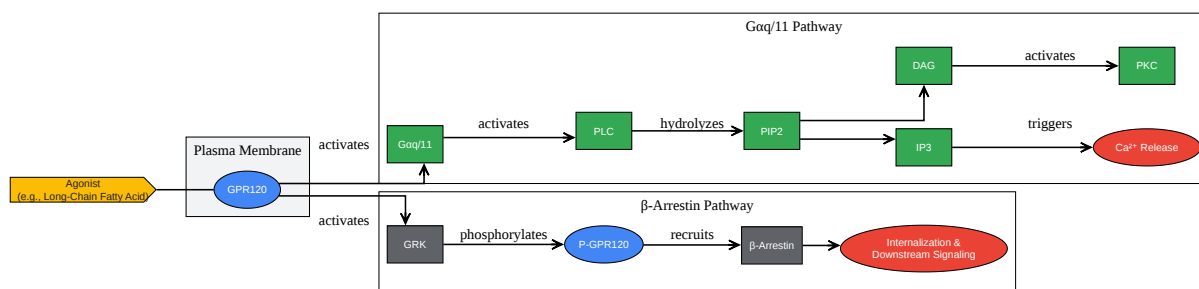 Gαq/11 Pathway
DAG
activates
PKC
activates
Gαq/11
activates
PLC
hydrolyzes
PIP2
IP3
triggers
Ca²⁺ Release
Plasma Membrane
Agonist
(e.g., Long-Chain Fatty Acid)
GPR120
activates
β-Arrestin Pathway
GRK
phosphorylates
P-GPR120
recruits
β-Arrestin
Internalization &
Downstream Signaling